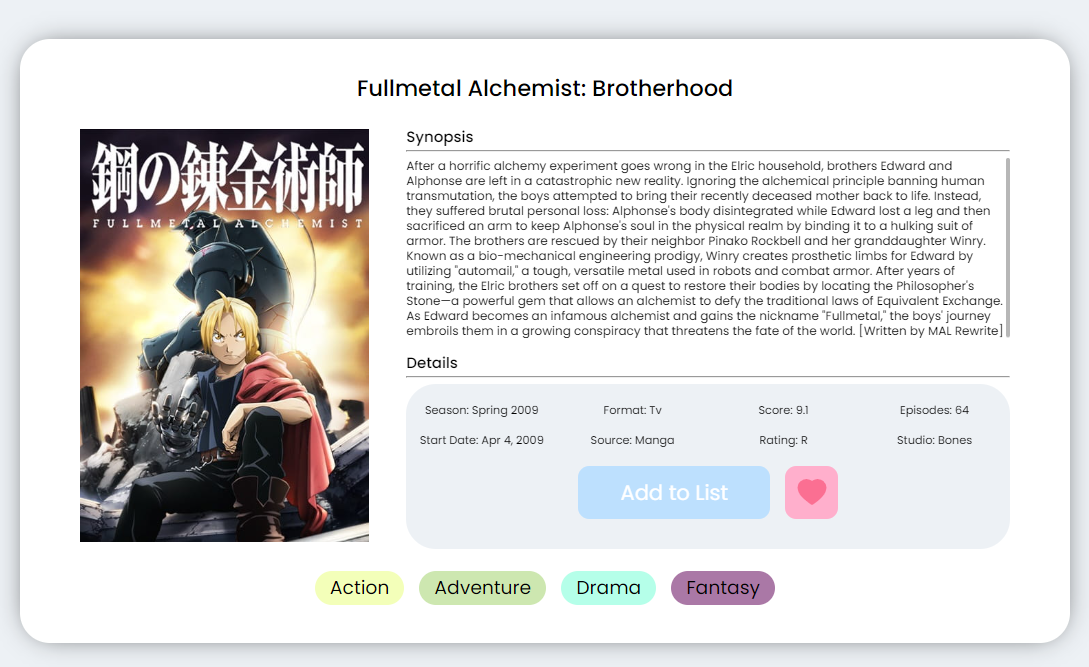 Fullmetal Alchemist: Brotherhood
鋼の錬金術師
FULLMETAL ALCHEMIST
Synopsis
After a horrific alchemy experiment goes wrong in the Elric household, brothers Edward and
Alphonse are left in a catastrophic new reality. Ignoring the alchemical principle banning human
transmutation, the boys attempted to bring their recently deceased mother back to life. Instead,
they suffered brutal personal loss: Alphonse's body disintegrated while Edward lost a leg and then
sacrificed an arm to keep Alphonse's soul in the physical realm by binding it to a hulking suit of
armor. The brothers are rescued by their neighbor Pinako Rockbell and her granddaughter Winry.
Known as a bio-mechanical engineering prodigy, Winry creates prosthetic limbs for Edward by
utilizing "automail," a tough, versatile metal used in robots and combat armor. After years of
training, the Elric brothers set off on a quest to restore their bodies by locating the Philosopher's
Stone—a powerful gem that allows an alchemist to defy the traditional laws of Equivalent Exchange.
As Edward becomes an infamous alchemist and gains the nickname "Fullmetal," the boys' journey
embroils them in a growing conspiracy that threatens the fate of the world. [Written by MAL Rewrite]
Details
Season: Spring 2009 Format: Tv Score: 9.1 Episodes: 64
Start Date: Apr 4, 2009 Source: Manga Rating: R Studio: Bones
Add to List
Action Adventure Drama Fantasy